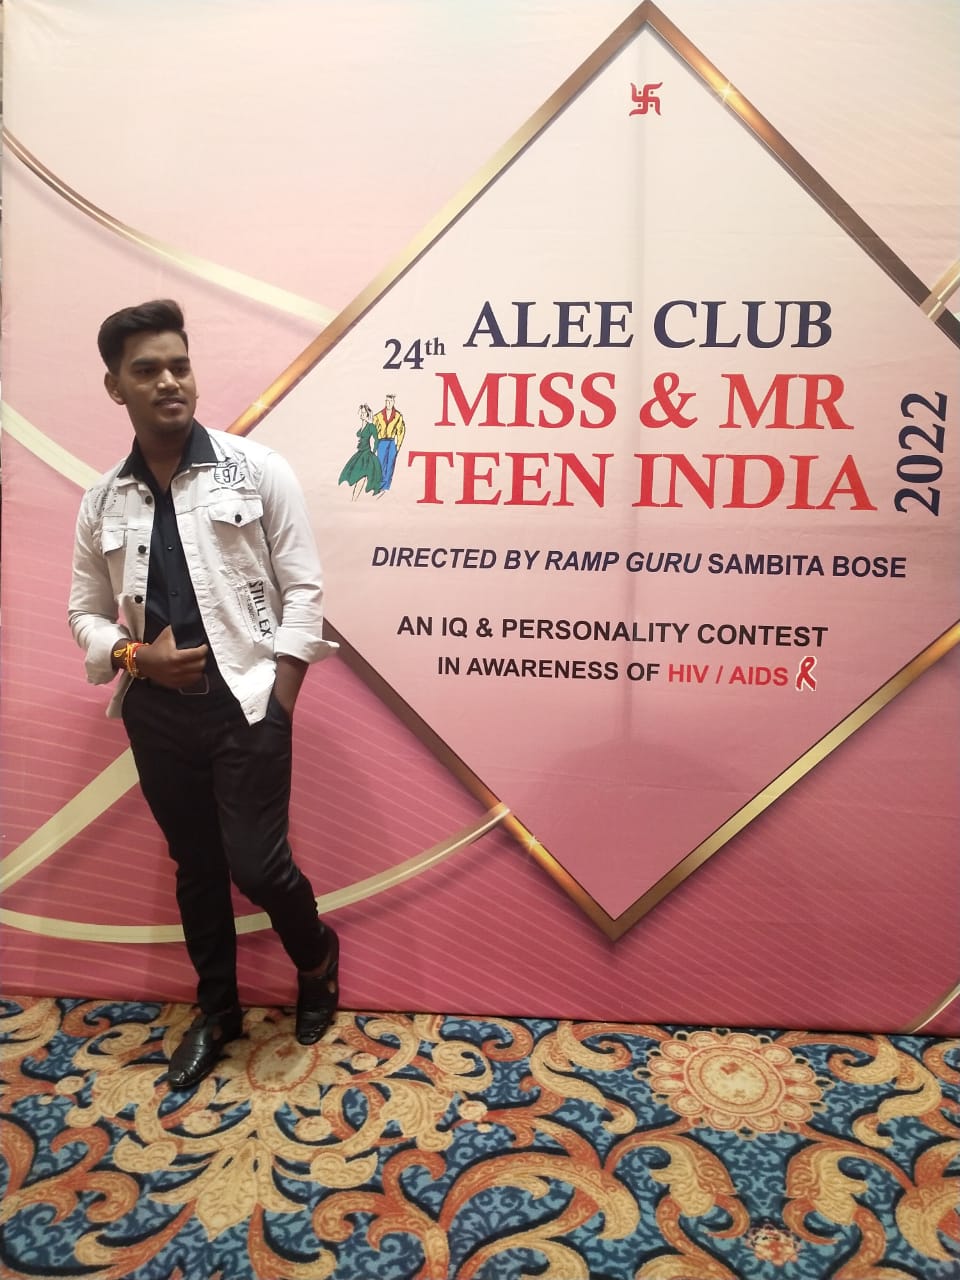 24th ALEE CLUB
MISS & MR
TEEN INDIA
2022
DIRECTED BY RAMP GURU SAMBITA BOSE
AN IQ & PERSONALITY CONTEST
IN AWARENESS OF HIV / AIDS
97
STILL EX